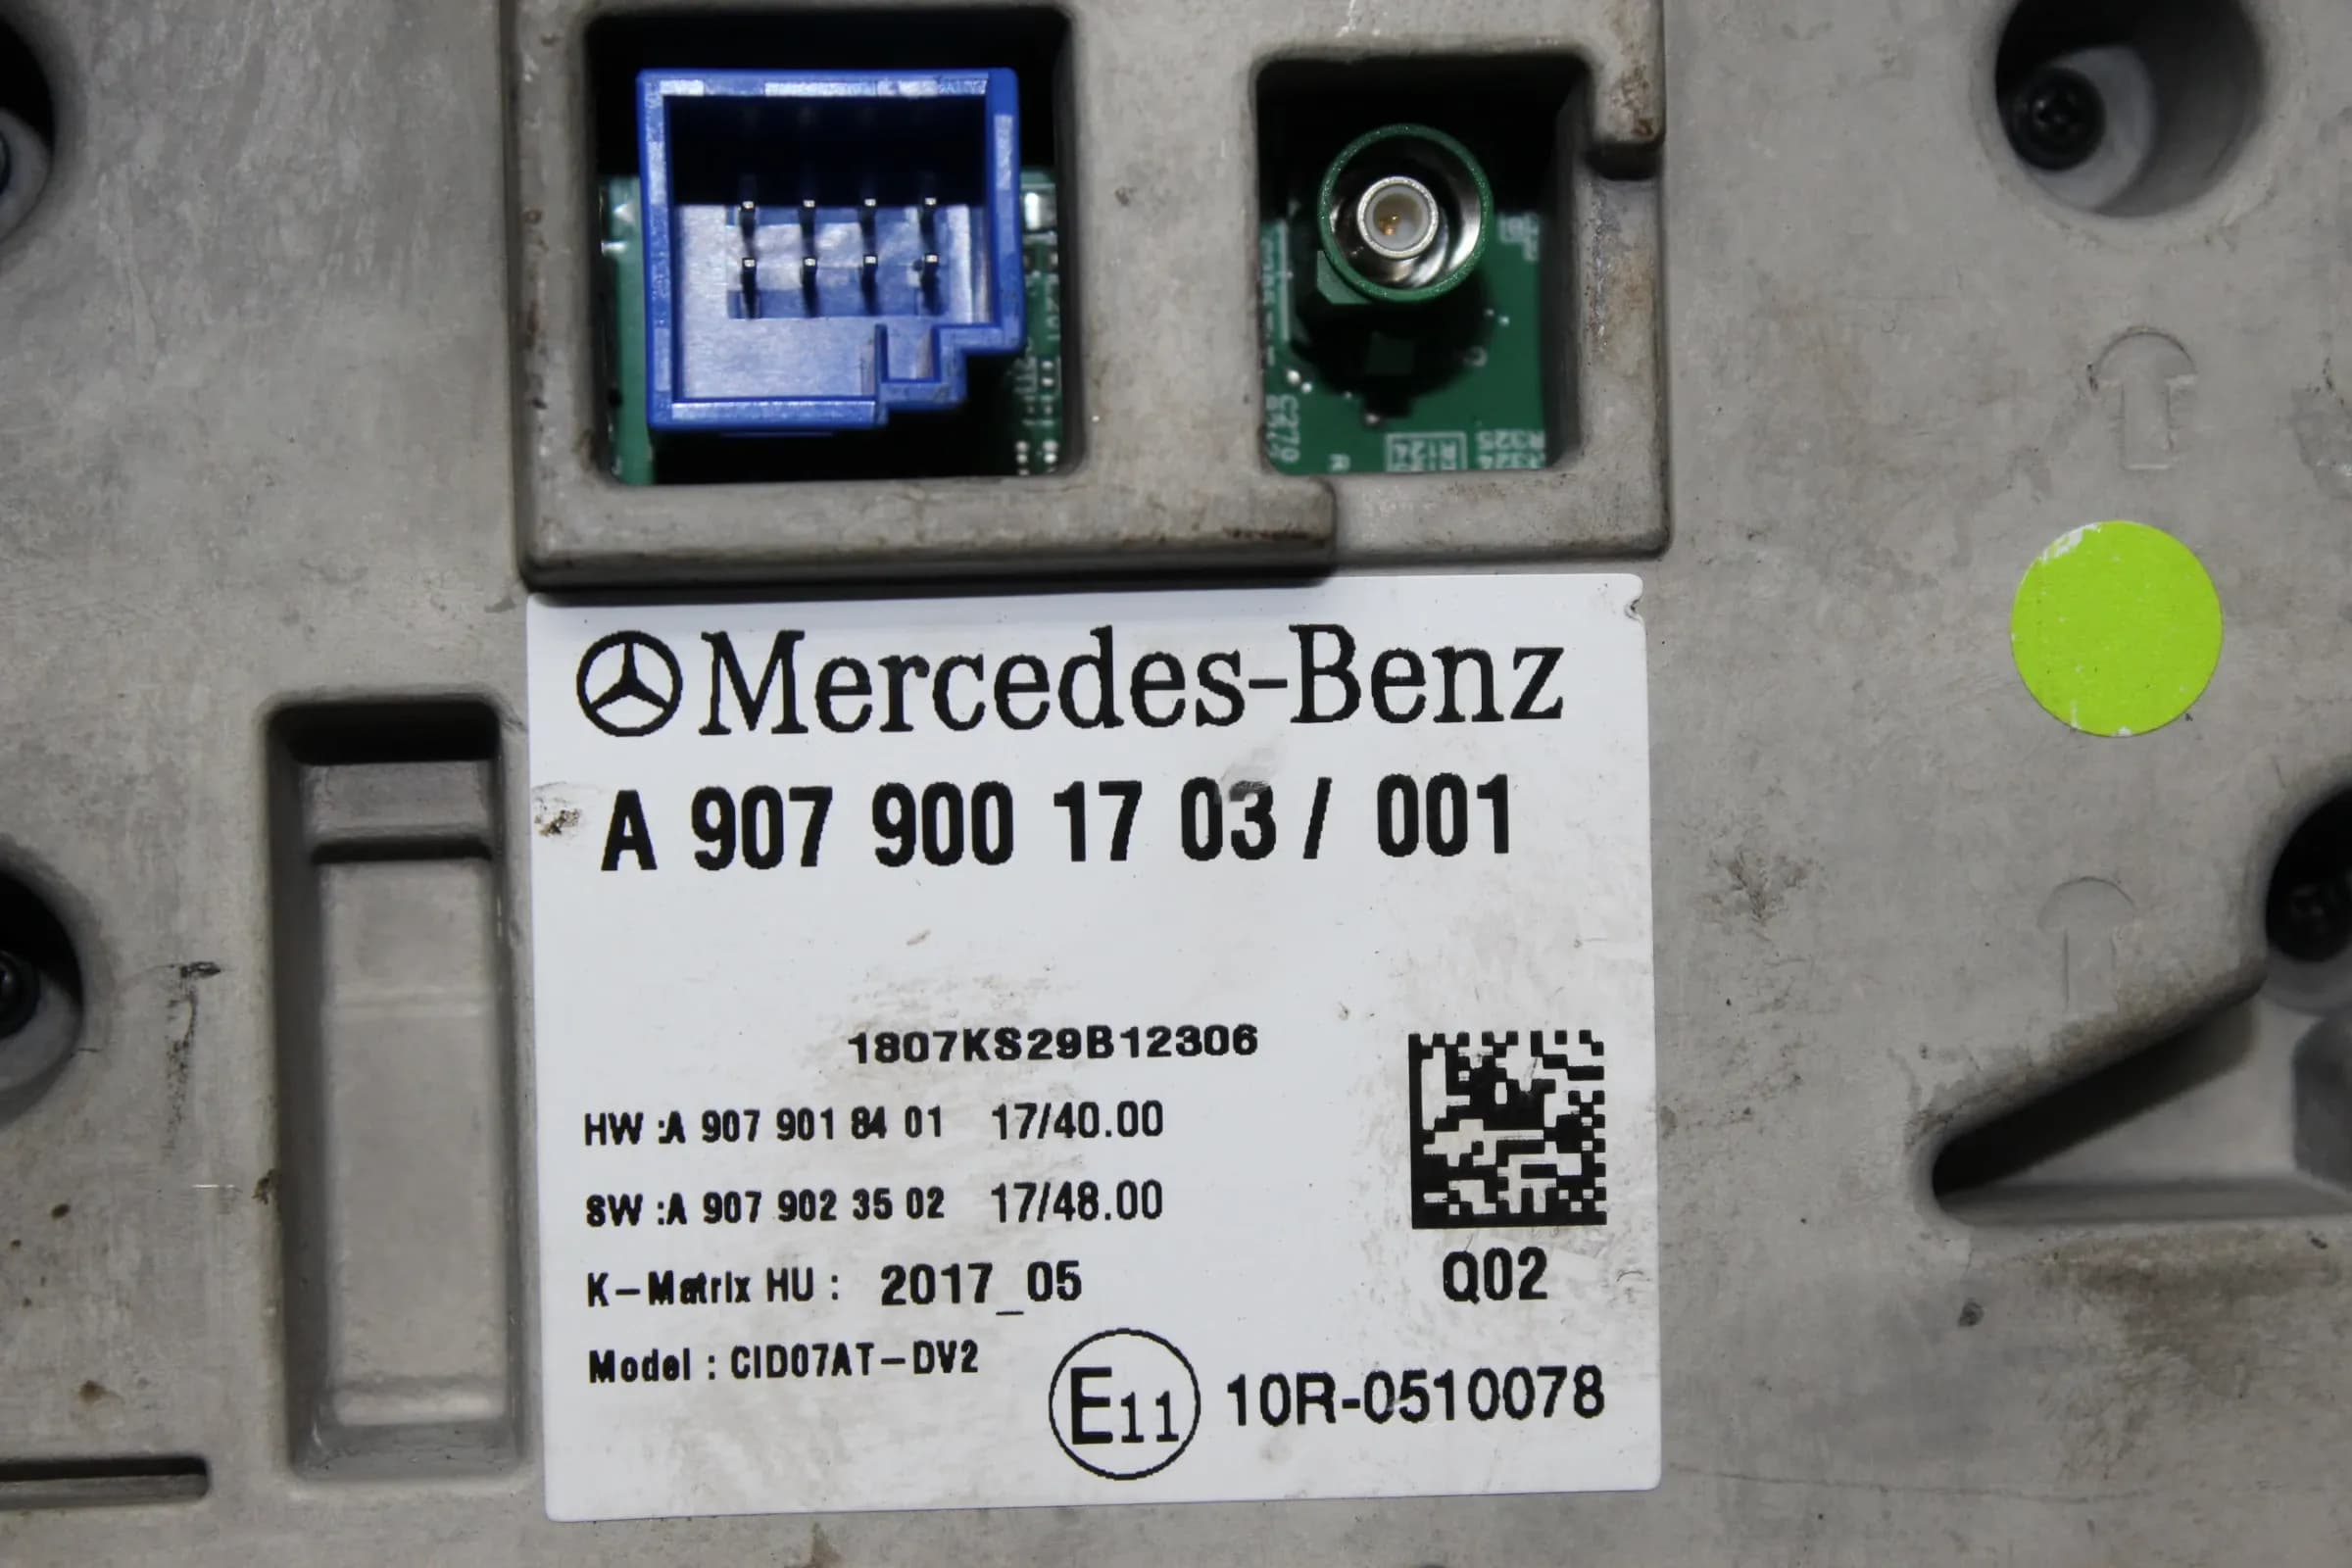 Mercedes-Benz
A 907 900 17 03/ 001
1807KS29B12306
HW :A 907 901 84 01 17/40.00
SW :A 907 902 35 02 17/48.00
K-Matrix HU : 2017_05
Q02
Model : CID07AT-DV2
E11 10R-0510078